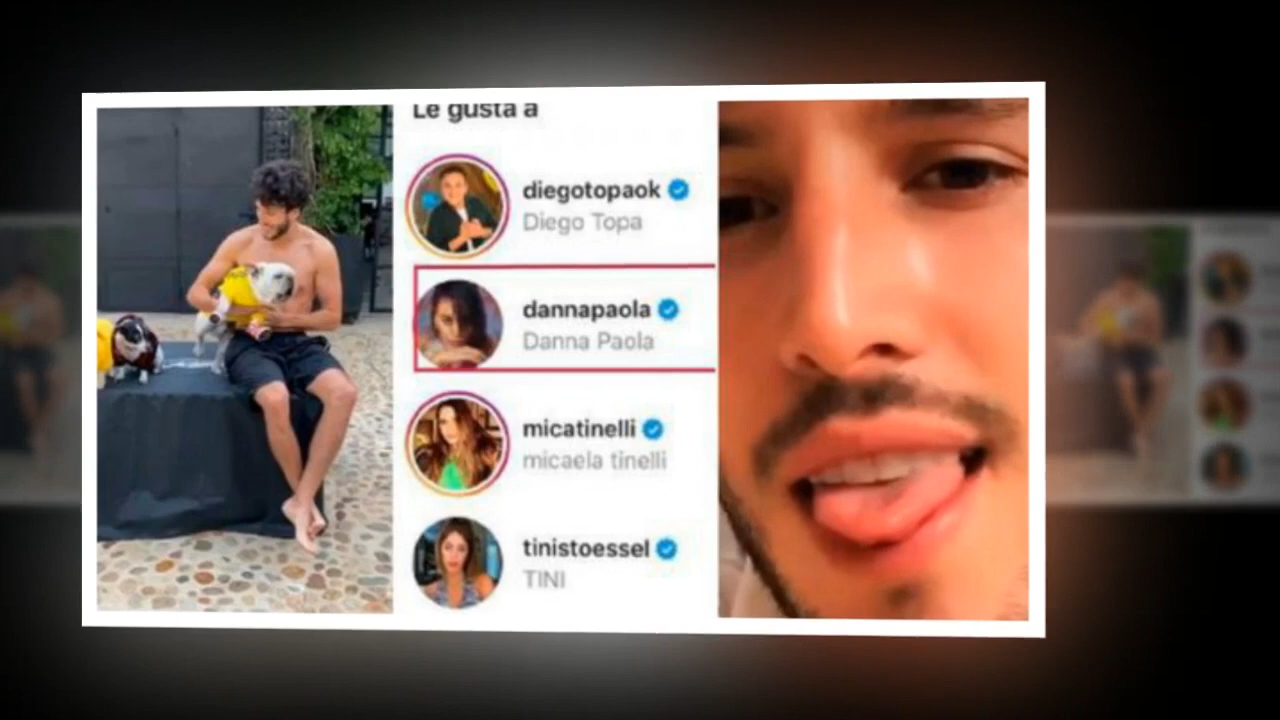 Le gusta a
diegotopaok
Diego Topa
dannapaola
Danna Paola
micatinelli
micaela tinelli
tinistoessel
TINI